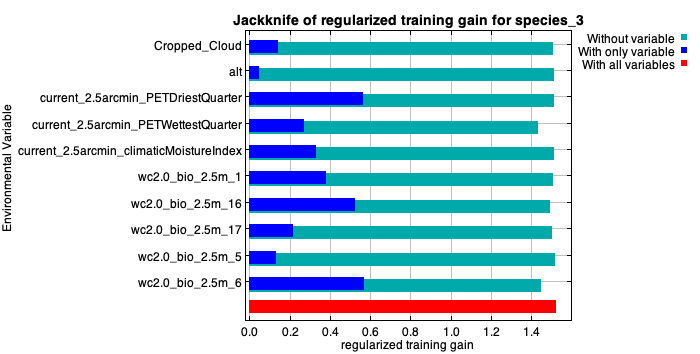 Jackknife of regularized training gain for species_3
Without variable
With only variable
With all variables
Environmental Variable
Cropped_Cloud
alt
current_2.5arcmin_PETDriestQuarter
current_2.5arcmin_PETWettestQuarter
current_2.5arcmin_climaticMoistureIndex
wc2.0_bio_2.5m_1
wc2.0_bio_2.5m_16
wc2.0_bio_2.5m_17
wc2.0_bio_2.5m_5
wc2.0_bio_2.5m_6
0.0 0.2 0.4 0.6 0.8 1.0 1.2 1.4
regularized training gain